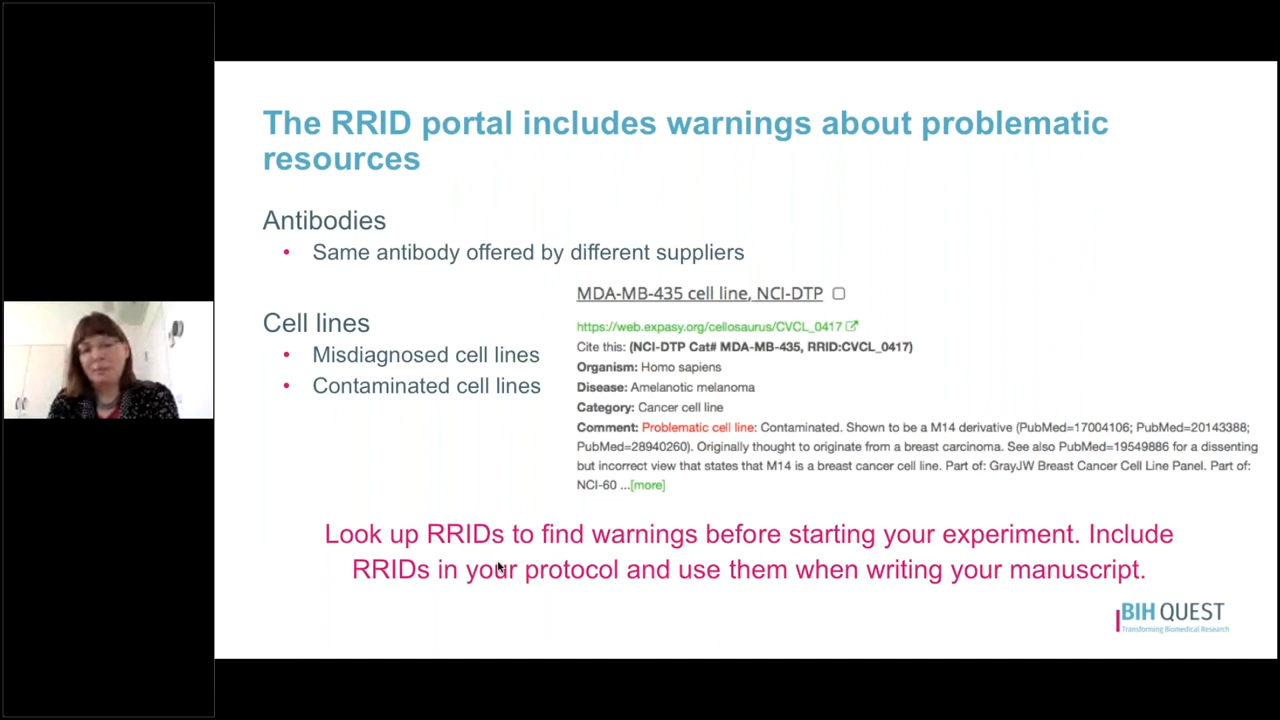 The RRID portal includes warnings about problematic
resources
Antibodies
• Same antibody offered by different suppliers
Cell lines
• Misdiagnosed cell lines
• Contaminated cell lines
MDA-MB-435 cell line, NCI-DTP
https://web.expasy.org/cellosaurus/CVCL_0417
Cite this: (NCI-DTP Cat# MDA-MB-435, RRID:CVCL_0417)
Organism: Homo sapiens
Disease: Amelanotic melanoma
Category: Cancer cell line
Comment: Problematic cell line: Contaminated. Shown to be a M14 derivative (PubMed=17004106; PubMed=20143388;
PubMed=28940260). Originally thought to originate from a breast carcinoma. See also PubMed=19549886 for a dissenting
but incorrect view that states that M14 is a breast cancer cell line. Part of: GrayJW Breast Cancer Cell Line Panel. Part of:
NCI-60 ...[more]
Look up RRIDs to find warnings before starting your experiment. Include
RRIDs in your protocol and use them when writing your manuscript.
BIH QUEST
Transforming Biomedical Research